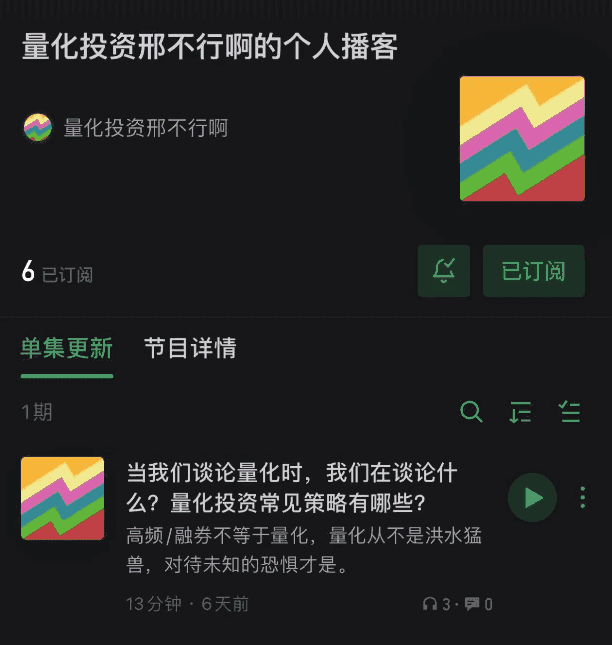 量化投资邢不行啊的个人播客
量化投资邢不行啊
6 已订阅
已订阅
单集更新 节目详情
1期
当我们谈论量化时，我们在谈论什
么？量化投资常见策略有哪些？
高频/融券不等于量化，量化从不是洪水猛
兽，对待未知的恐惧才是。
13分钟 · 6天前 3 · 0